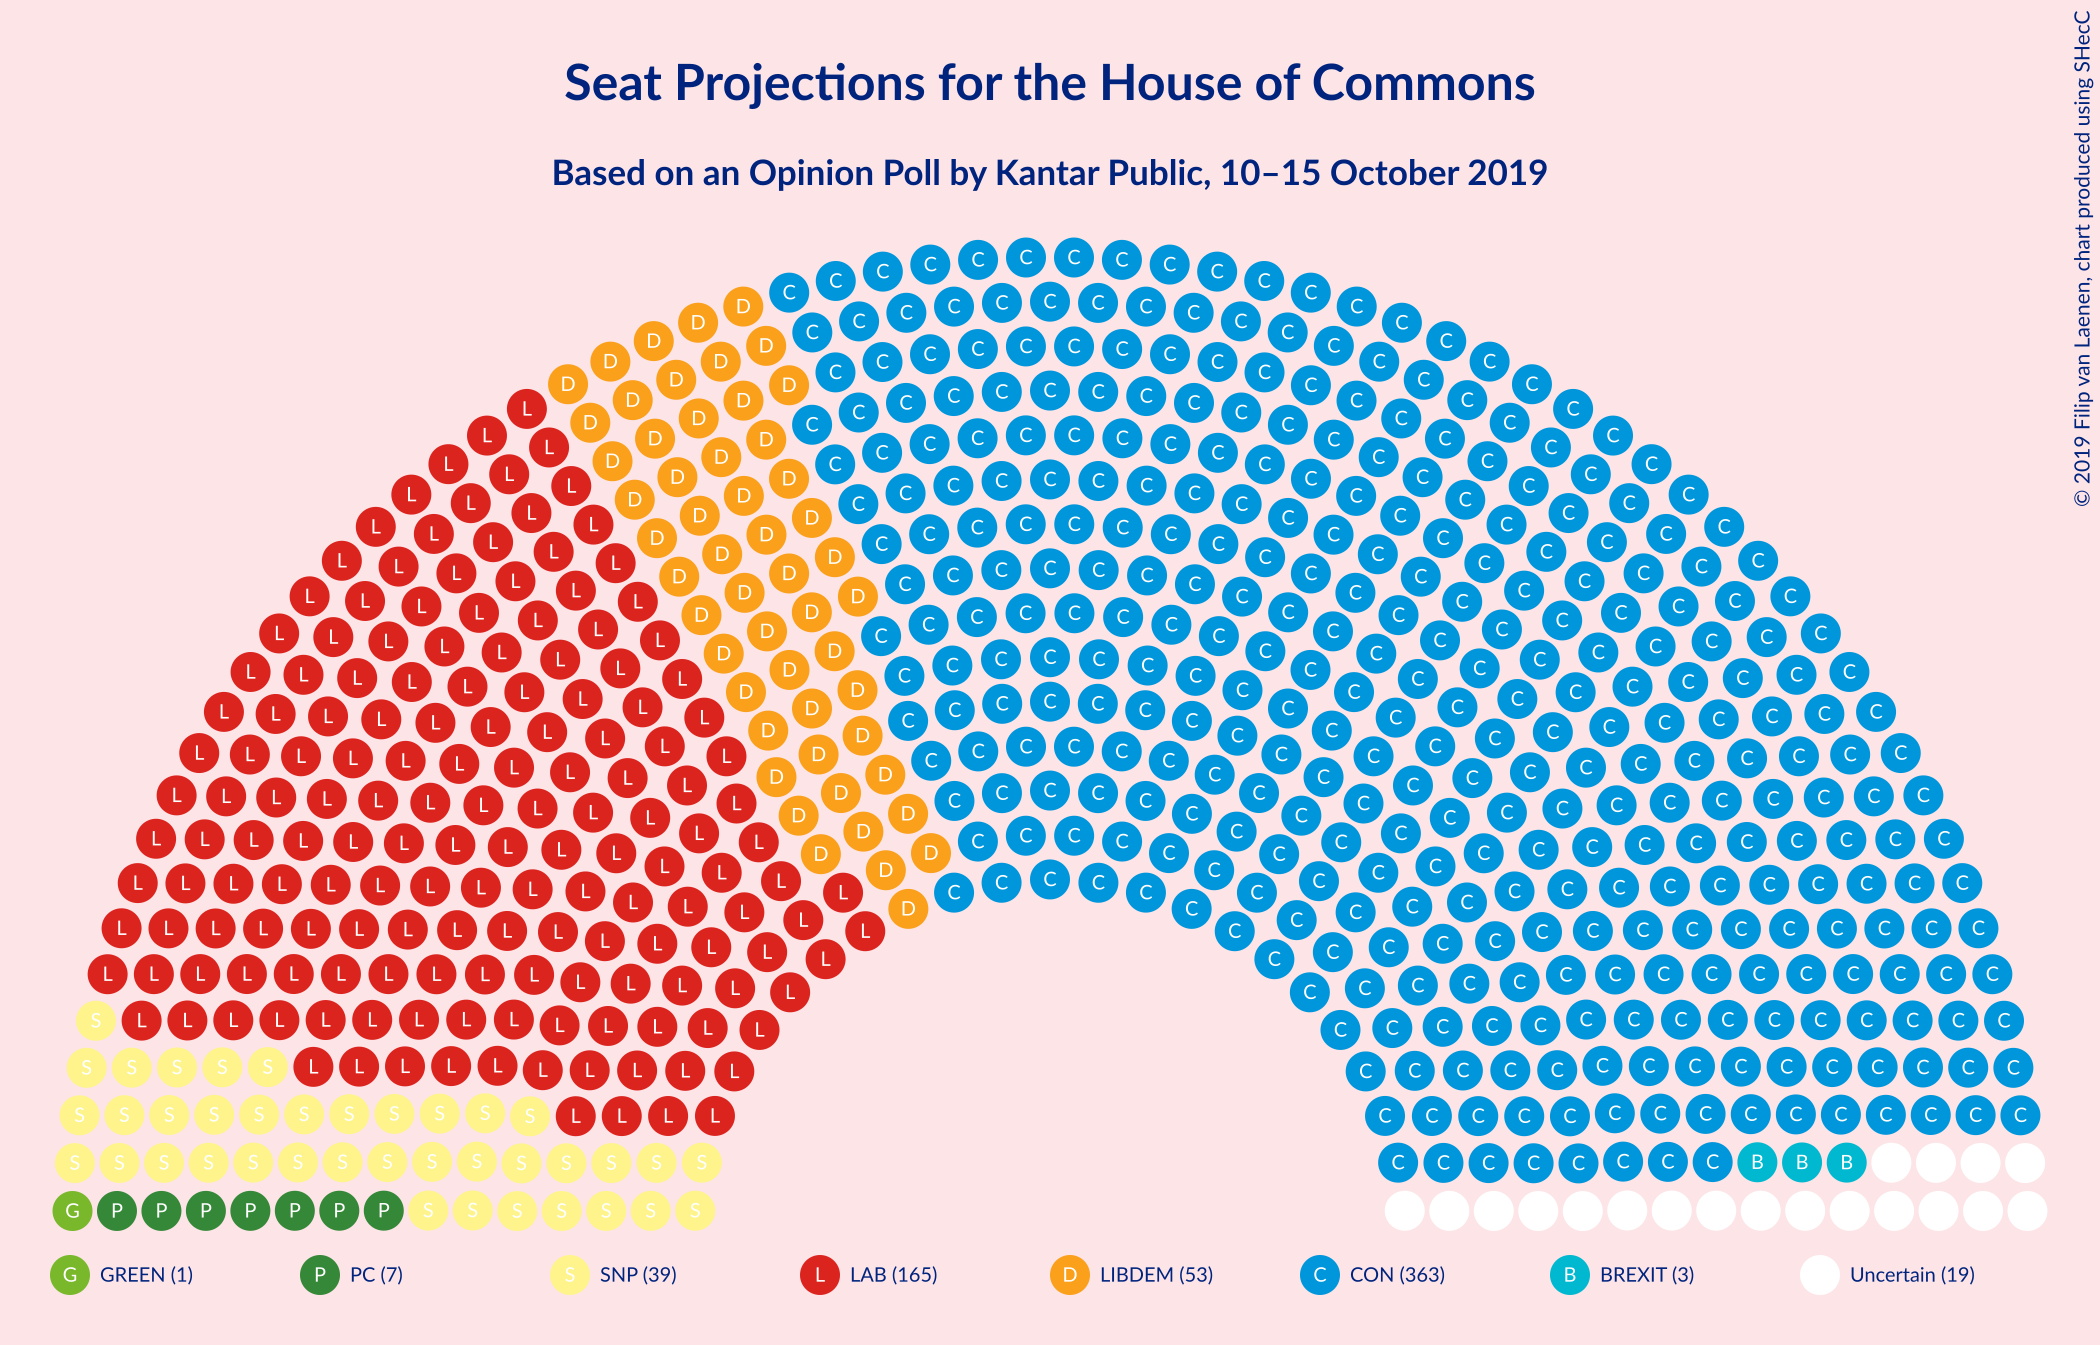 Seat Projections for the House of Commons
Based on an Opinion Poll by Kantar Public, 10–15 October 2019
© 2019 Filip van Laenen, chart produced using SHecC
G GREEN (1) P PC (7) S SNP (39) L LAB (165) D LIBDEM (53) C CON (363) B BREXIT (3) Uncertain (19)